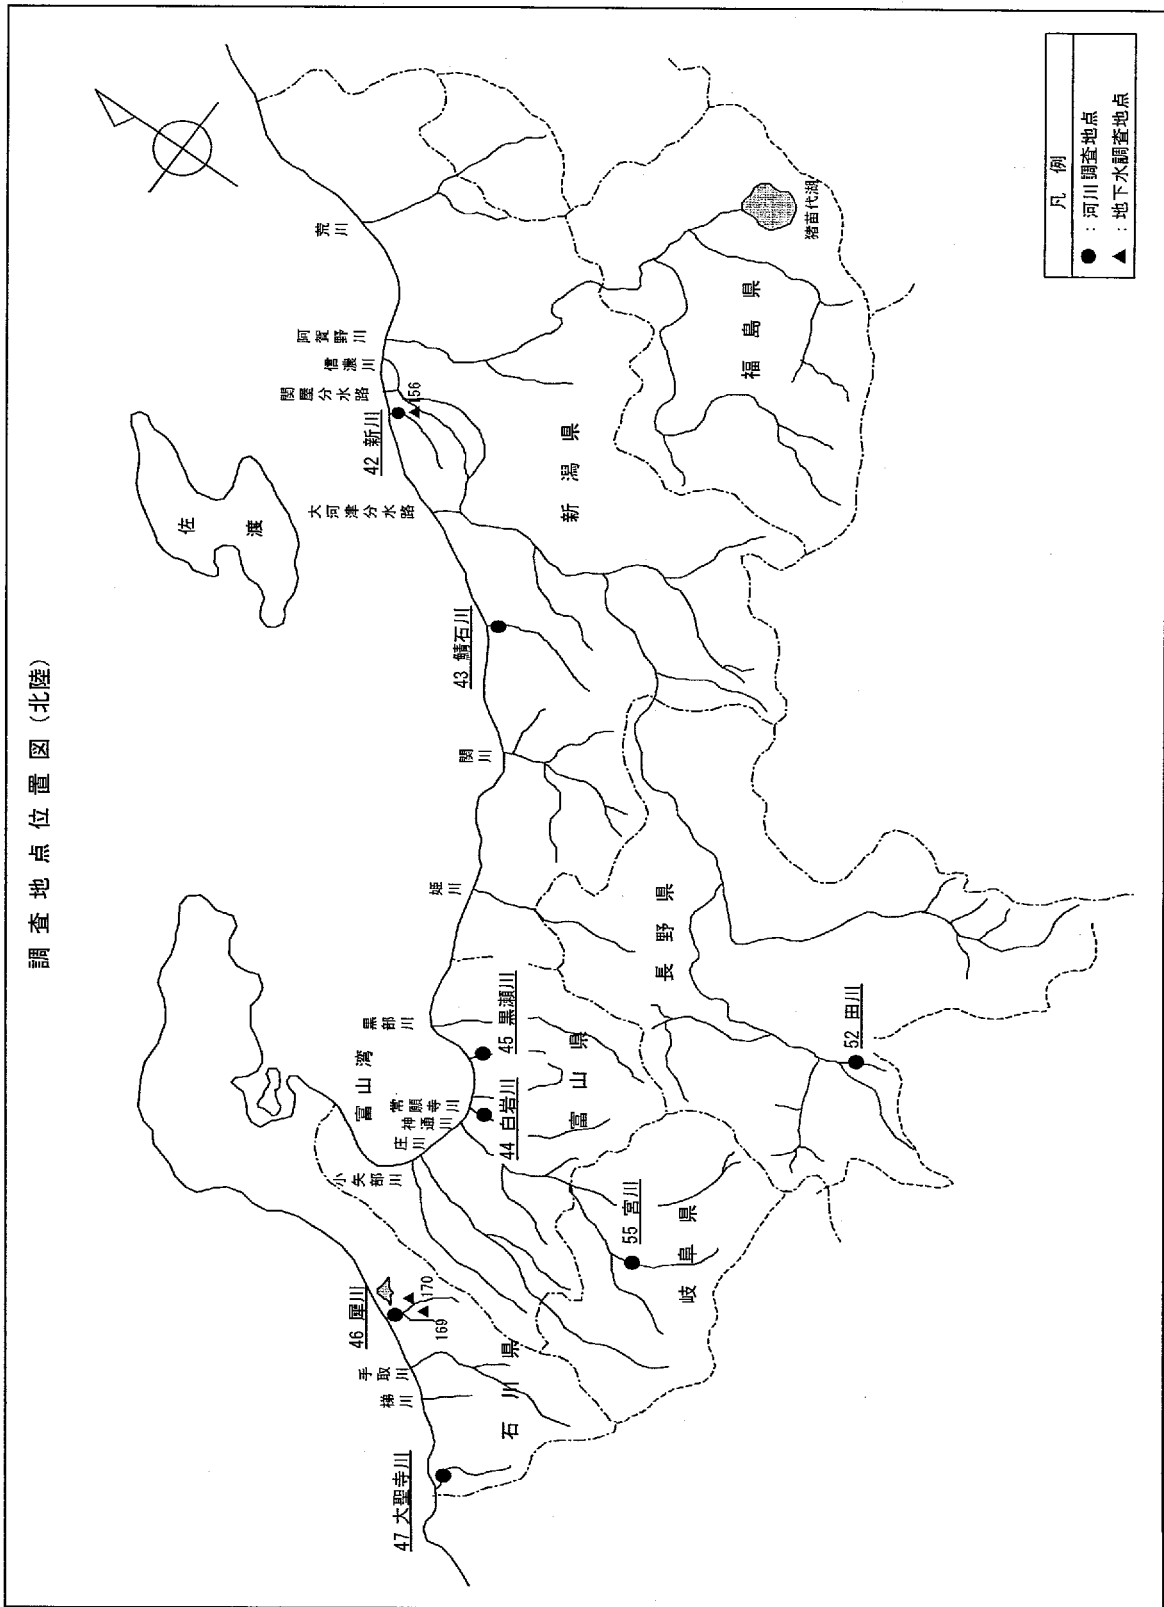 調査地点位置図（北陸）
佐渡
荒川
阿賀野川
信濃川
関屋分水路
42 新川
156
大河津分水路
43 鯖石川
関川
姫川
黒部川
45 黒瀬川
富山湾
常願寺川
44 白岩川
神通川
庄川
小矢部川
46 犀川
170
169
手取川
梯川
47 大聖寺川
新潟県
福島県
猪苗代湖
長野県
富山県
石川県
岐阜県
55 宮川
52 田川
凡例
●：河川調査地点
▲：地下水調査地点